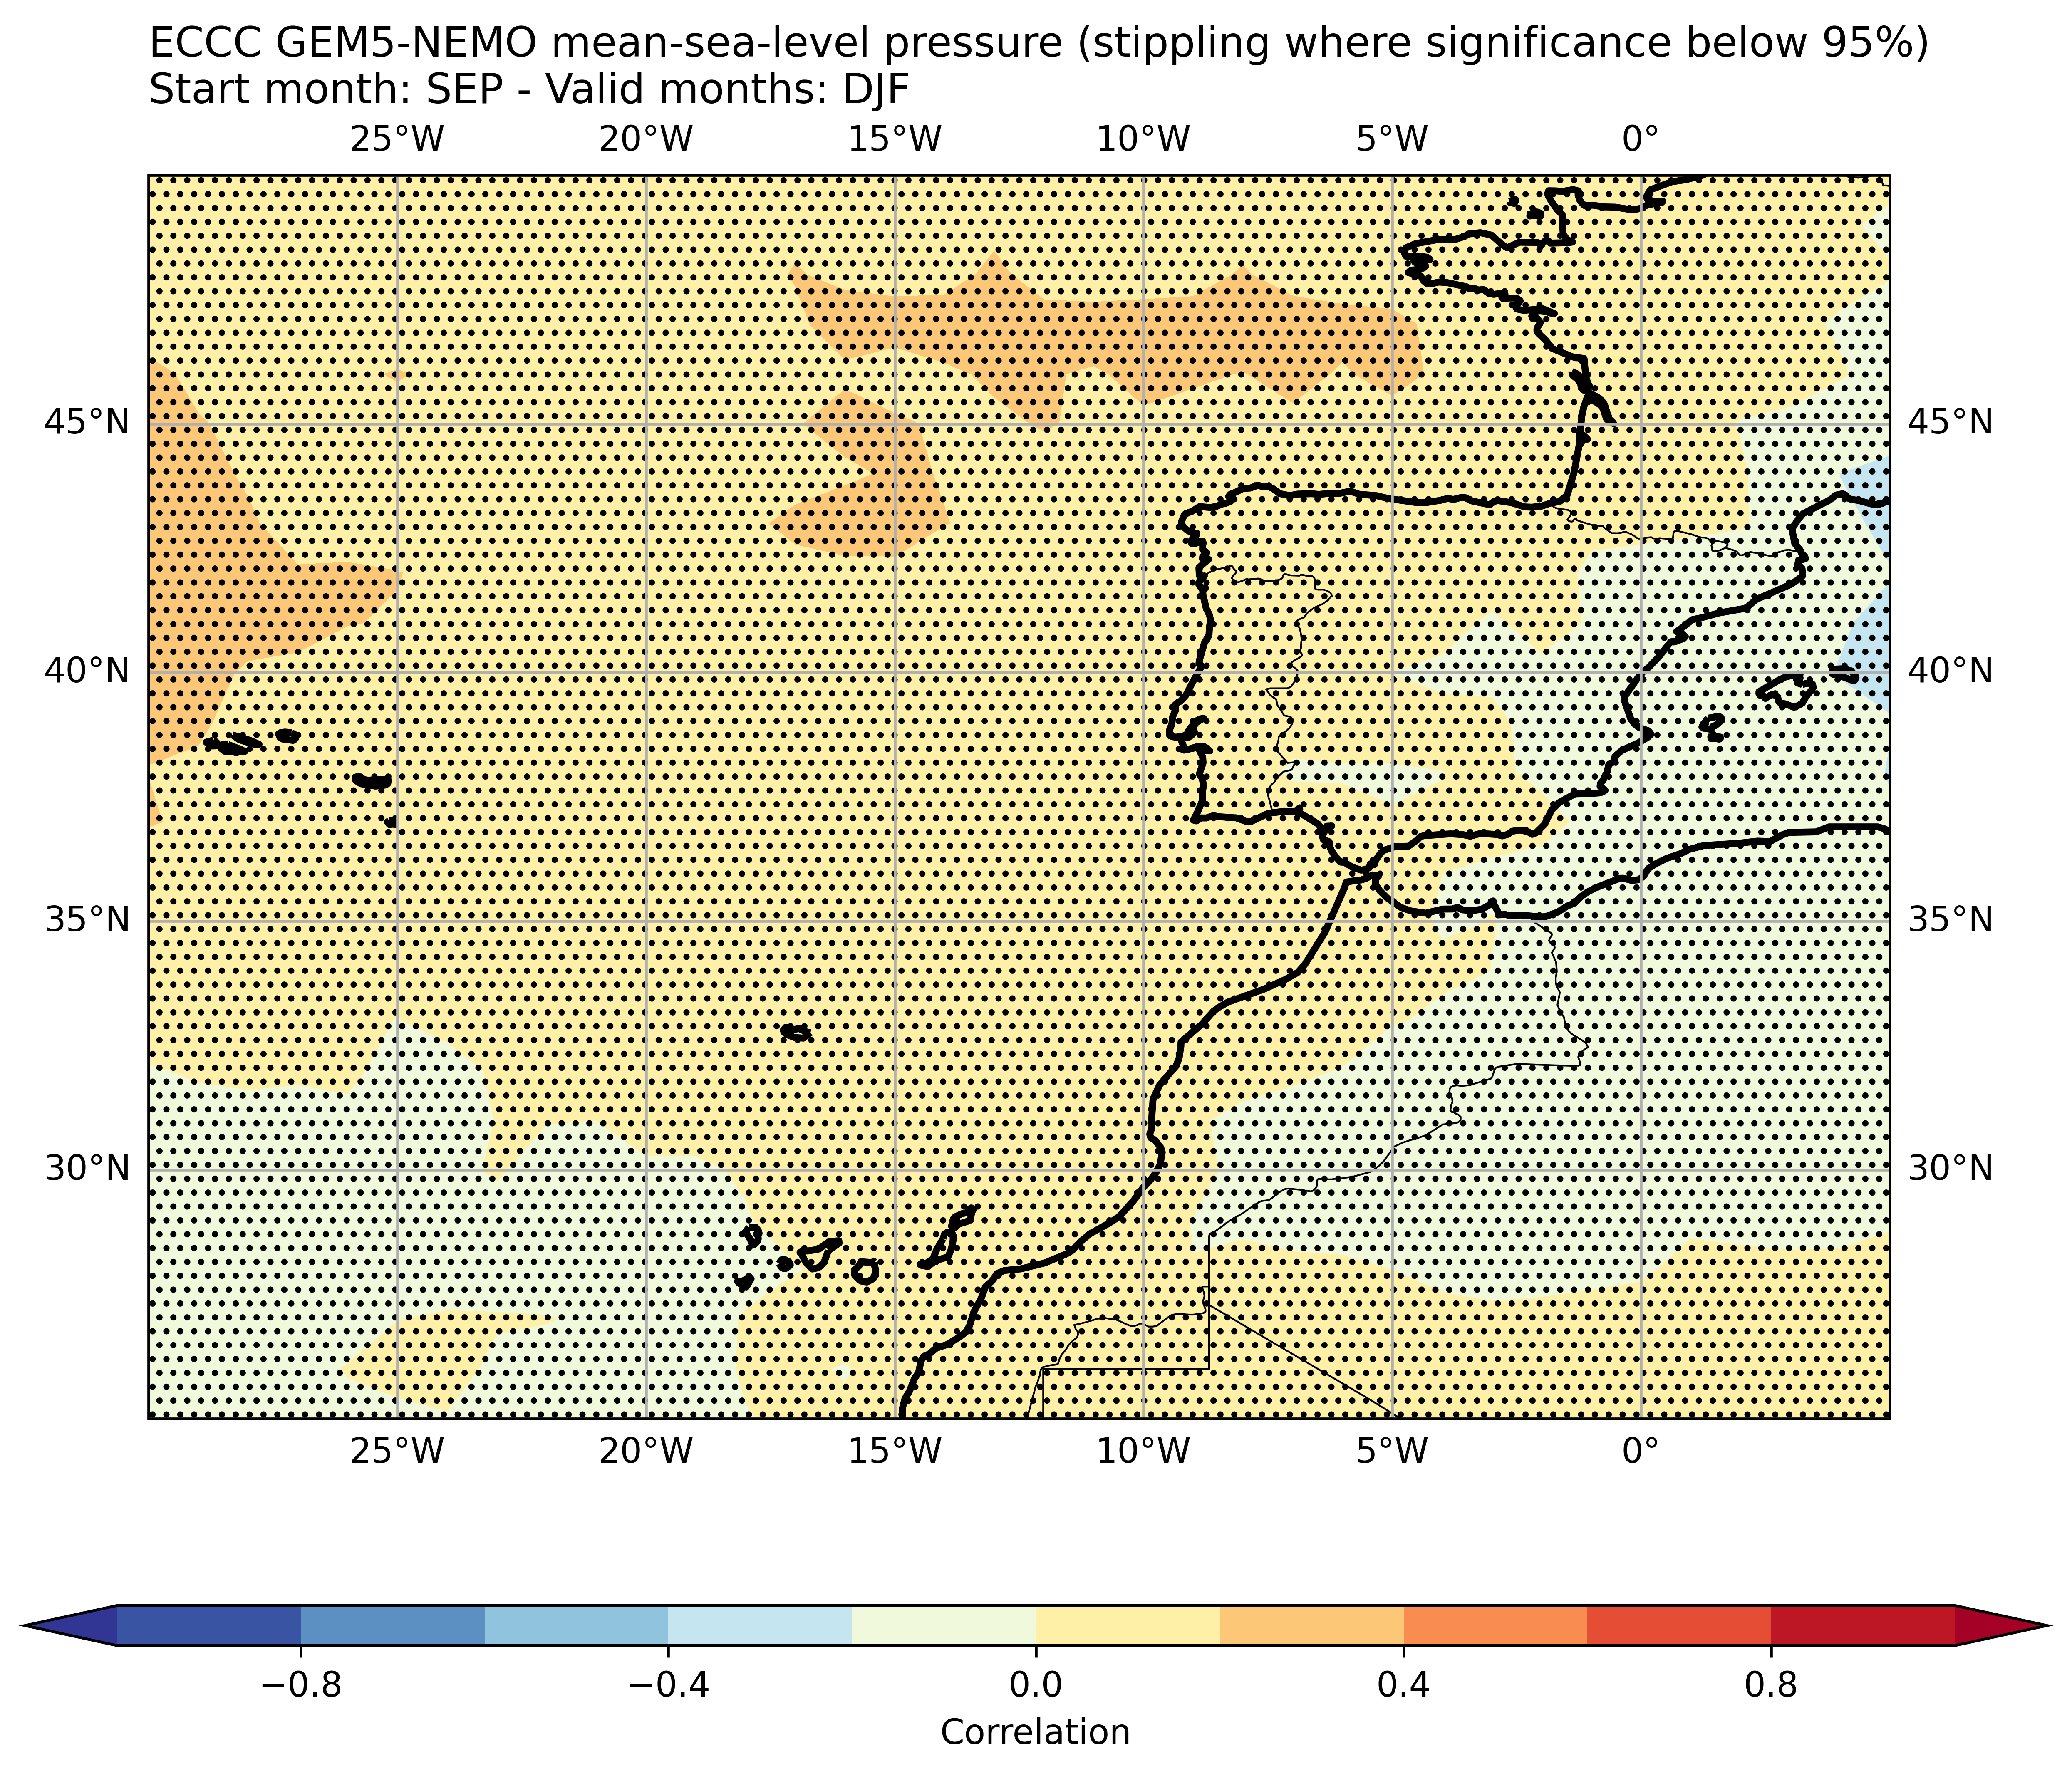 ECCC GEM5-NEMO mean-sea-level pressure (stippling where significance below 95%)
Start month: SEP - Valid months: DJF
25°W 20°W 15°W 10°W 5°W 0°
45°N 45°N
40°N 40°N
35°N 35°N
30°N 30°N
25°W 20°W 15°W 10°W 5°W 0°
−0.8 −0.4 0.0 0.4 0.8
Correlation